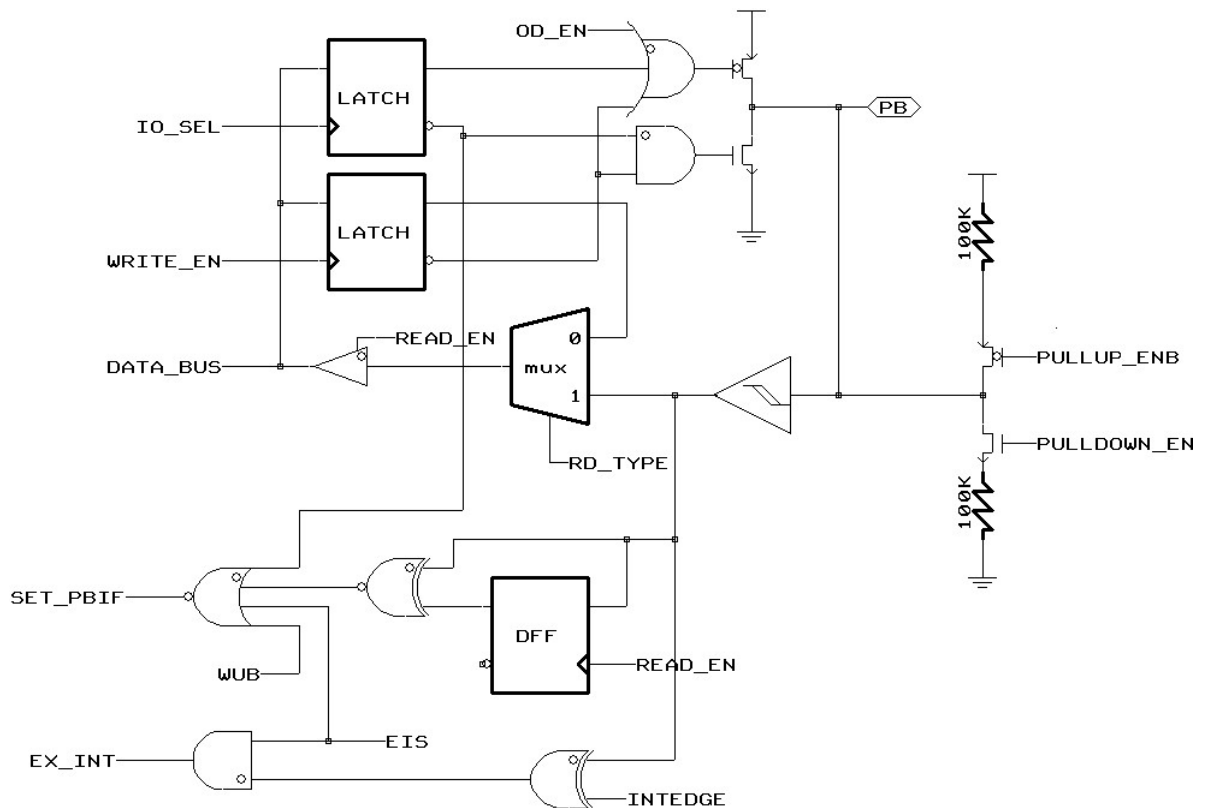 OD_EN
LATCH
PB
IO_SEL
LATCH
100K
WRITE_EN
READ_EN
0
DATA_BUS
mux
PULLUP_ENB
1
PULLDOWN_EN
RD_TYPE
100K
SET_PBIF
DFF
READ_EN
WUB
EIS
EX_INT
INTEDGE